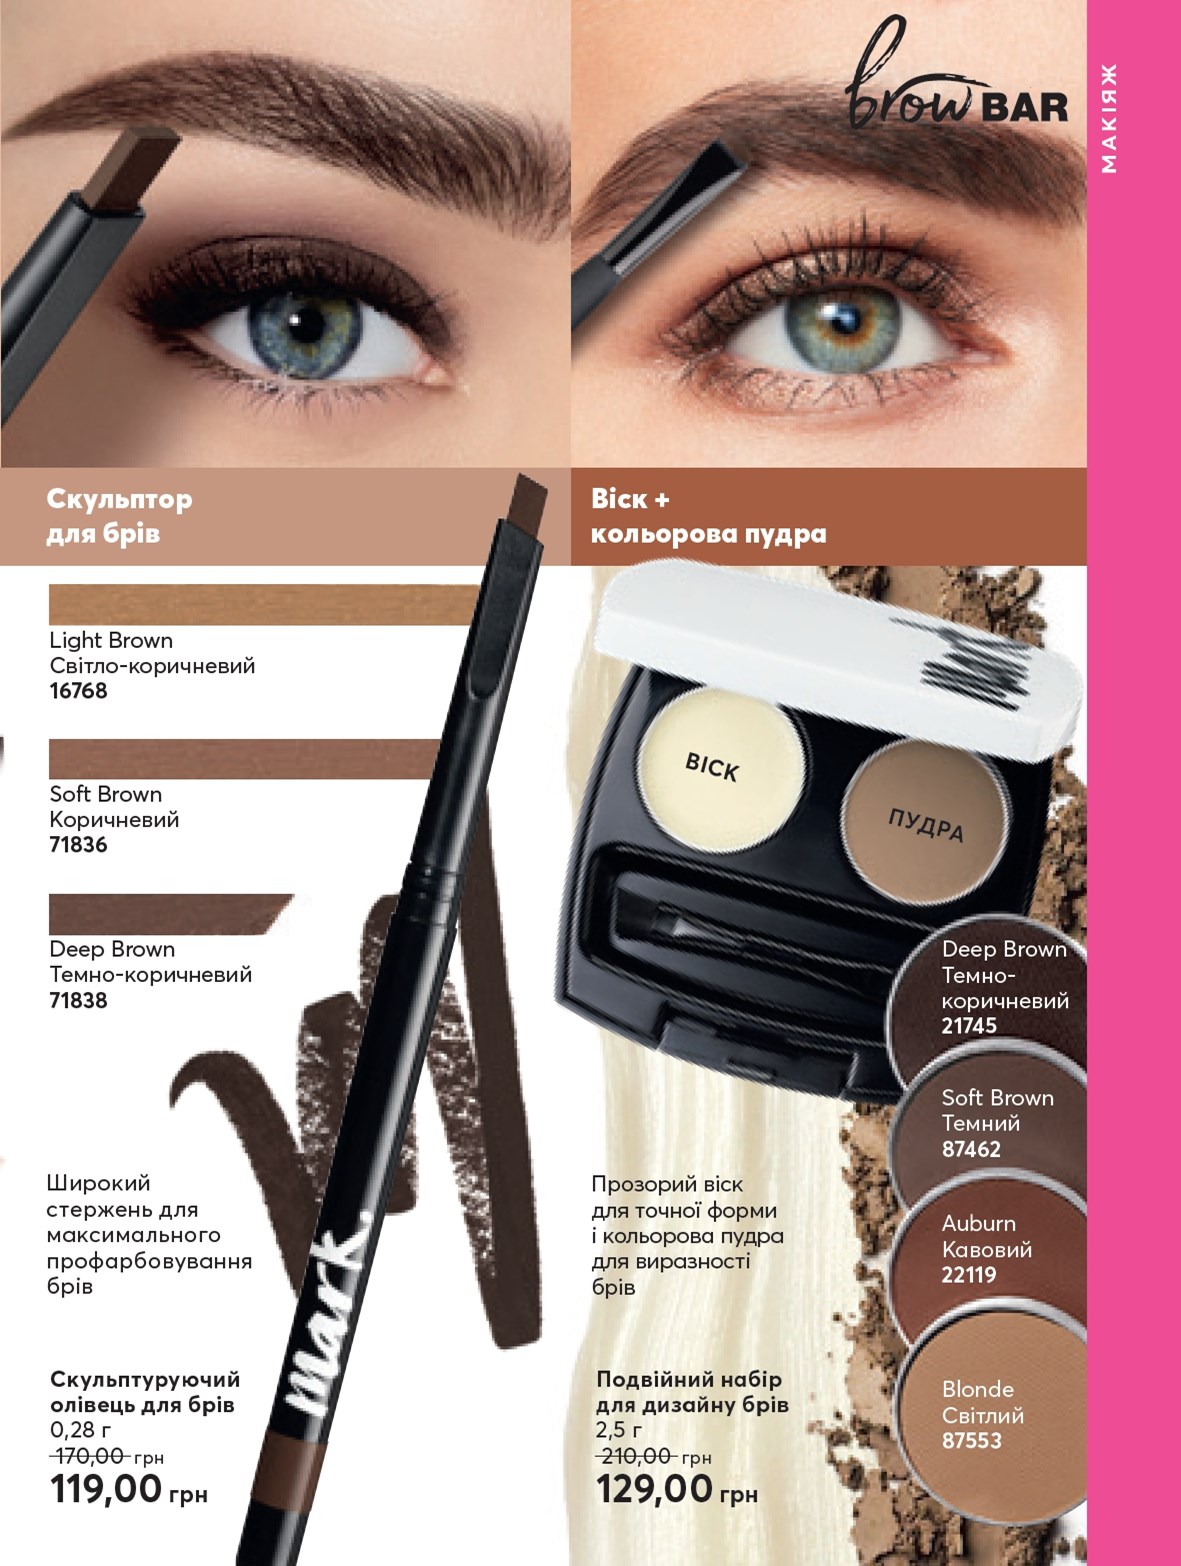 brow BAR
МАКІЯЖ
Скульптор
для брів
Віск +
кольорова пудра
Light Brown
Світло-коричневий
16768
Soft Brown
Коричневий
71836
Deep Brown
Темно-коричневий
71838
Широкий
стержень для
максимального
профарбовування
брів
mark.
Скульптуруючий
олівець для брів
0,28 г
170,00 грн
119,00 грн
ВІСК
ПУДРА
Deep Brown
Темно-
коричневий
21745
Soft Brown
Темний
87462
Auburn
Кавовий
22119
Blonde
Світлий
87553
Прозорий віск
для точної форми
і кольорова пудра
для виразності
брів
Подвійний набір
для дизайну брів
2,5 г
210,00 грн
129,00 грн